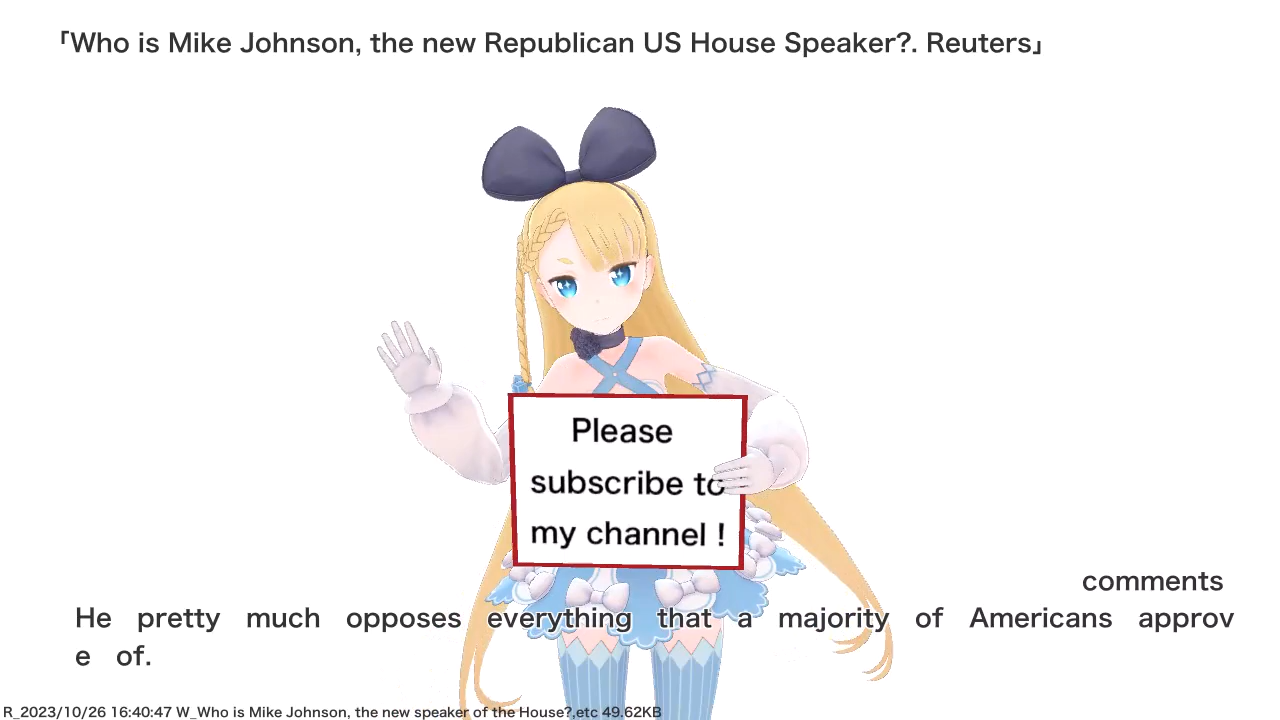 「Who is Mike Johnson, the new Republican US House Speaker?. Reuters」
Please
subscribe to
my channel !
comments
He pretty much opposes everything that a majority of Americans approv
e of.
R_2023/10/26 16:40:47 W_Who is Mike Johnson, the new speaker of the House?,etc 49.62KB